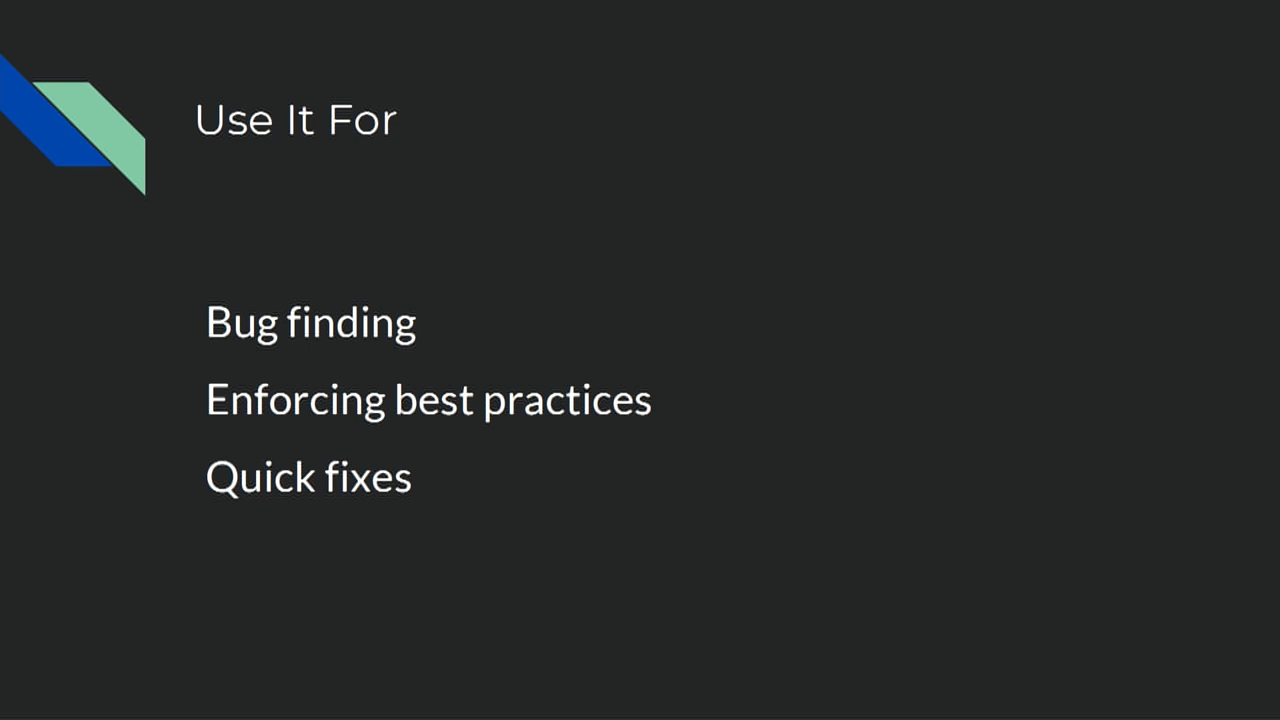 Use It For
Bug finding
Enforcing best practices
Quick fixes